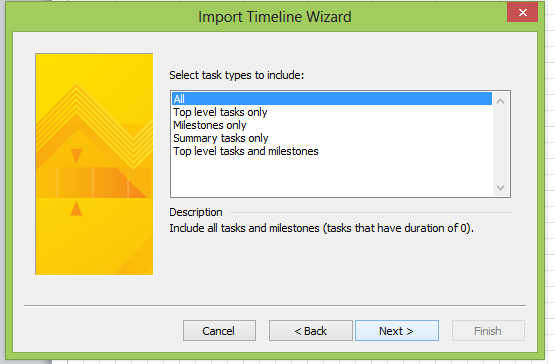 Import Timeline Wizard
Select task types to include:
All
Top level tasks only
Milestones only
Summary tasks only
Top level tasks and milestones
Description
Include all tasks and milestones (tasks that have duration of 0).
Cancel
< Back
Next >
Finish